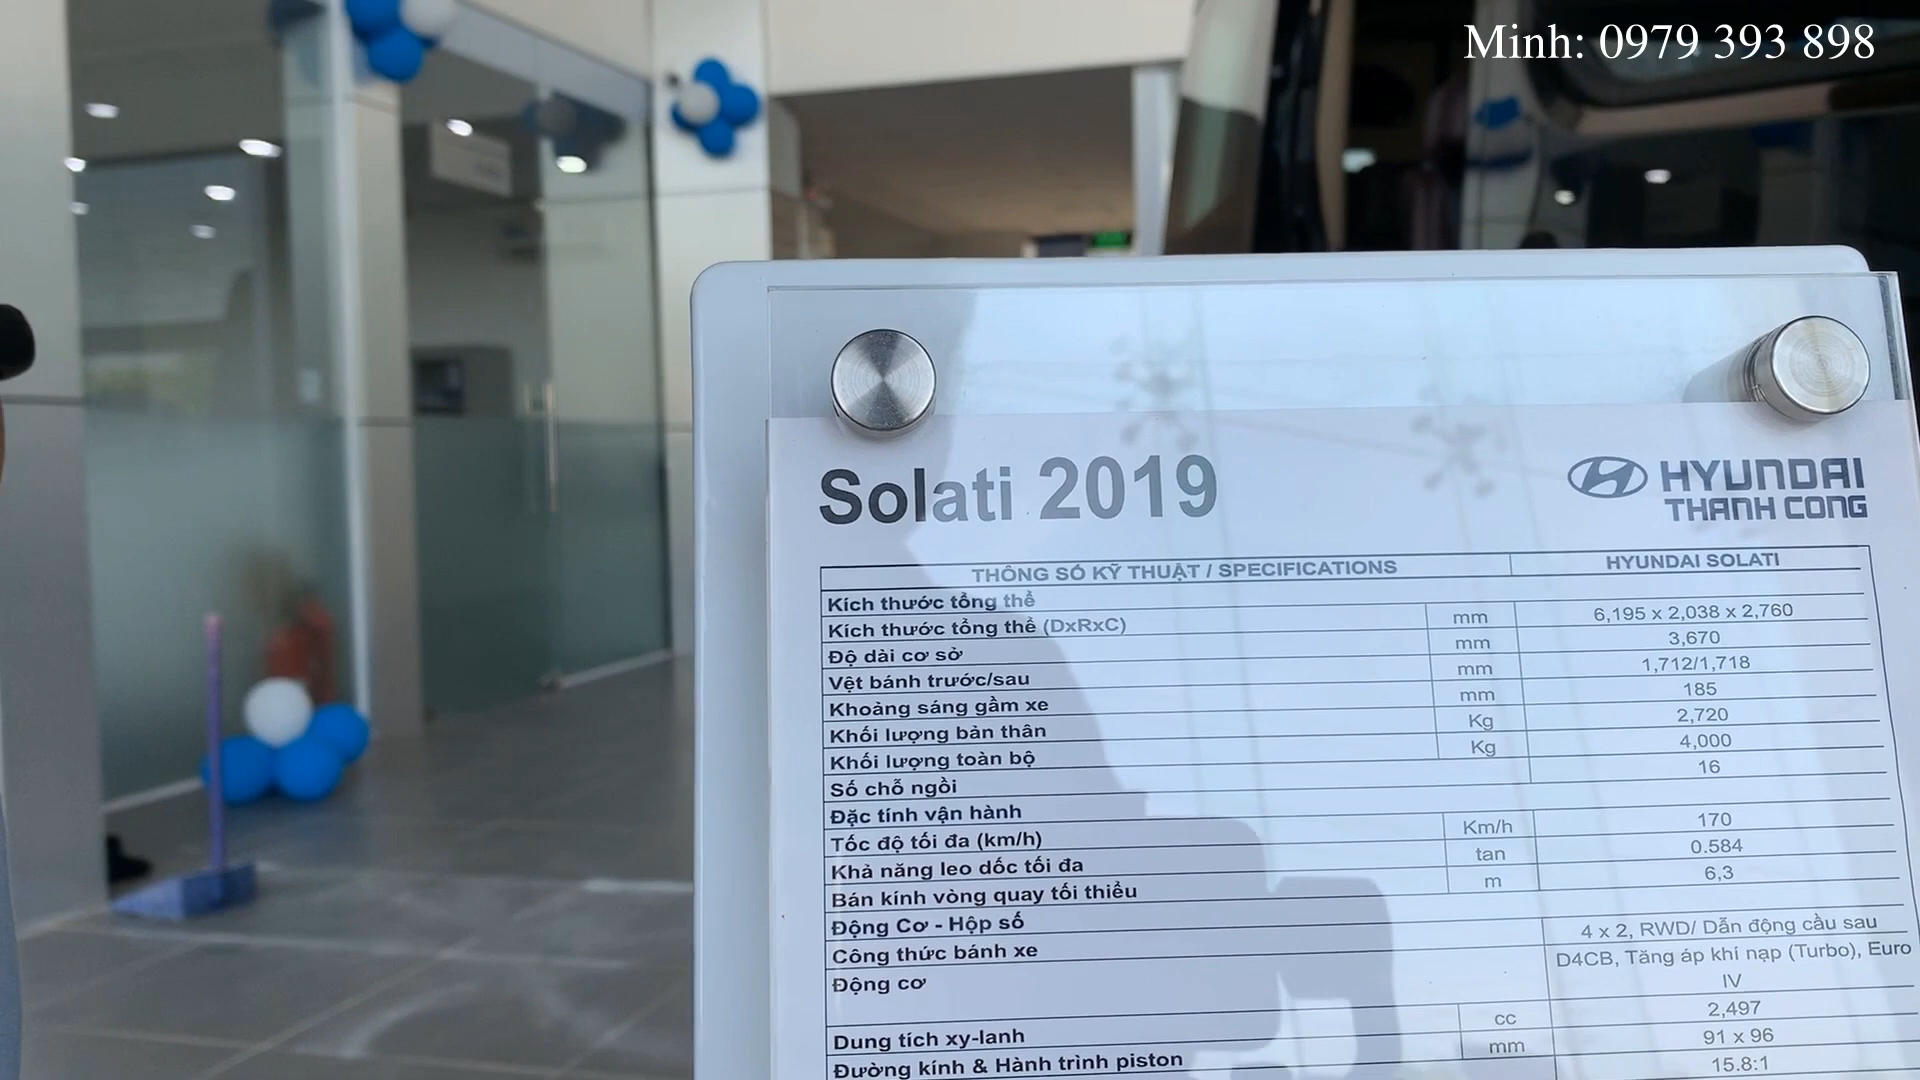 Minh: 0979 393 898
Solati 2019
HYUNDAI
THANH CONG
THÔNG SỐ KỸ THUẬT / SPECIFICATIONS HYUNDAI SOLATI
Kích thước tổng thể
Kích thước tổng thể (DxRxC) mm 6,195 x 2,038 x 2,760
Độ dài cơ sở mm 3,670
Vệt bánh trước/sau mm 1,712/1,718
Khoảng sáng gầm xe mm 185
Khối lượng bản thân Kg 2,720
Khối lượng toàn bộ Kg 4,000
Số chỗ ngồi 16
Đặc tính vận hành
Tốc độ tối đa (km/h) Km/h 170
Khả năng leo dốc tối đa tan 0.584
Bán kính vòng quay tối thiểu m 6,3
Động Cơ - Hộp số
Công thức bánh xe 4 x 2, RWD/ Dẫn động cầu sau
Động cơ D4CB, Tăng áp khí nạp (Turbo), Euro
IV
Dung tích xy-lanh cc 2,497
Đường kính & Hành trình piston mm 91 x 96
15.8:1